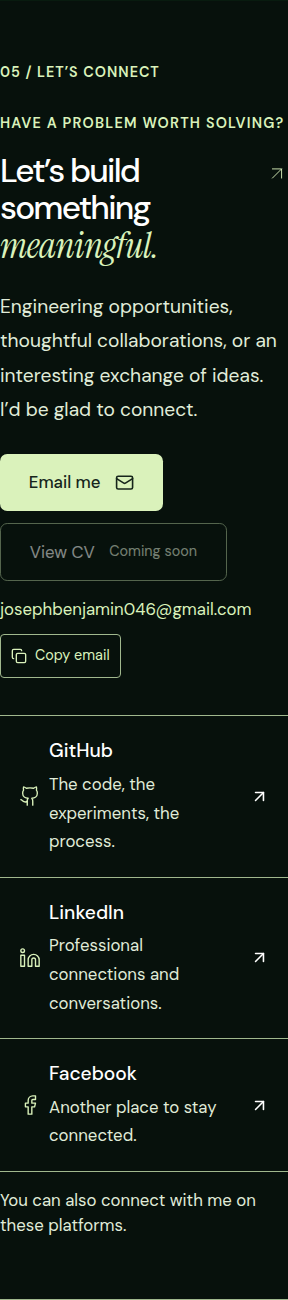 05 / LET’S CONNECT
HAVE A PROBLEM WORTH SOLVING?
Let’s build
something
meaningful.
Engineering opportunities,
thoughtful collaborations, or an
interesting exchange of ideas.
I’d be glad to connect.
Email me
View CV Coming soon
josephbenjamin046@gmail.com
Copy email
GitHub
The code, the
experiments, the
process.
LinkedIn
Professional
connections and
conversations.
Facebook
Another place to stay
connected.
You can also connect with me on
these platforms.